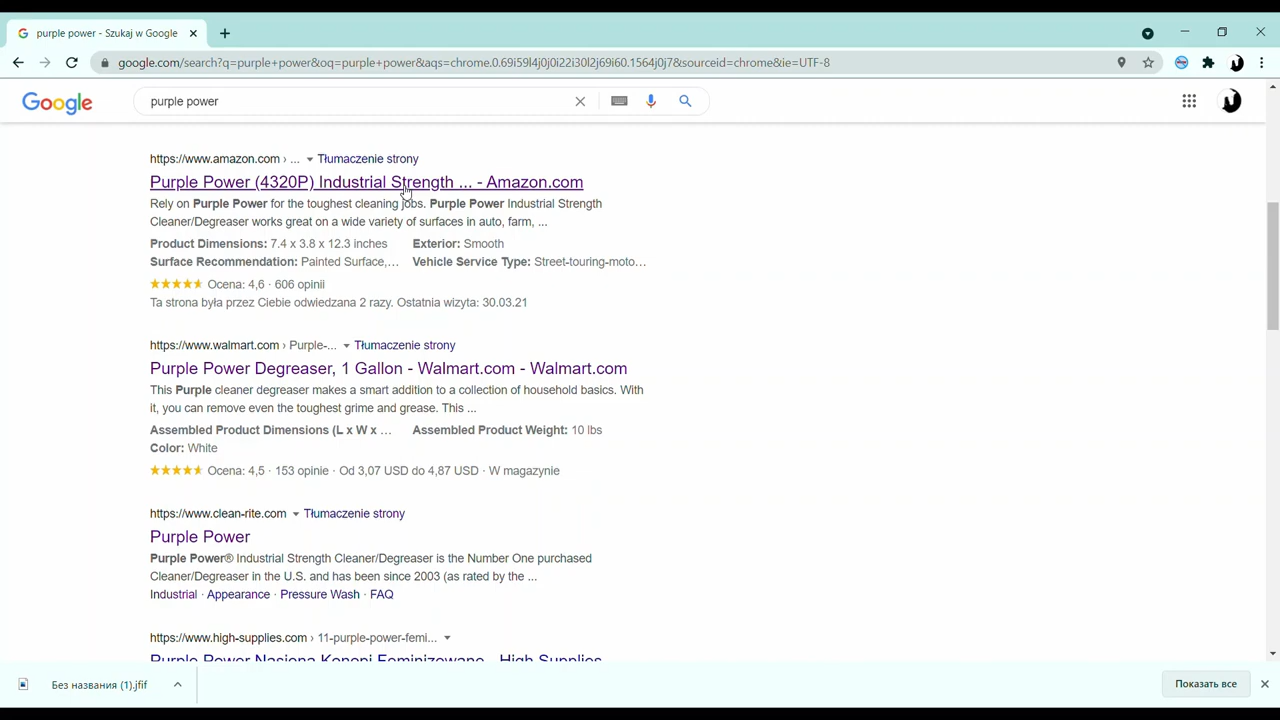 purple power - Szukaj w Google
google.com/search?q=purple+power&oq=purple+power&aqs=chrome.0.69i59l4j0j0i22i30l2j69i60.1564j0j7&sourceid=chrome&ie=UTF-8
Google
purple power
https://www.amazon.com › ... Tłumaczenie strony
Purple Power (4320P) Industrial Strength ... - Amazon.com
Rely on Purple Power for the toughest cleaning jobs. Purple Power Industrial Strength
Cleaner/Degreaser works great on a wide variety of surfaces in auto, farm, ...
Product Dimensions: 7.4 x 3.8 x 12.3 inches Exterior: Smooth
Surface Recommendation: Painted Surface,... Vehicle Service Type: Street-touring-moto...
Ocena: 4,6 · 606 opinii
Ta strona była przez Ciebie odwiedzana 2 razy. Ostatnia wizyta: 30.03.21
https://www.walmart.com › Purple-... Tłumaczenie strony
Purple Power Degreaser, 1 Gallon - Walmart.com - Walmart.com
This Purple cleaner degreaser makes a smart addition to a collection of household basics. With
it, you can remove even the toughest grime and grease. This ...
Assembled Product Dimensions (L x W x ... Assembled Product Weight: 10 lbs
Color: White
Ocena: 4,5 · 153 opinie · Od 3,07 USD do 4,87 USD · W magazynie
https://www.clean-rite.com Tłumaczenie strony
Purple Power
Purple Power® Industrial Strength Cleaner/Degreaser is the Number One purchased
Cleaner/Degreaser in the U.S. and has been since 2003 (as rated by the ...
Industrial · Appearance · Pressure Wash · FAQ
https://www.high-supplies.com › 11-purple-power-femi...
Purple Power Nasiona Konopi Feminizowane - High Supplies
Без названия (1).jfif
Показать все